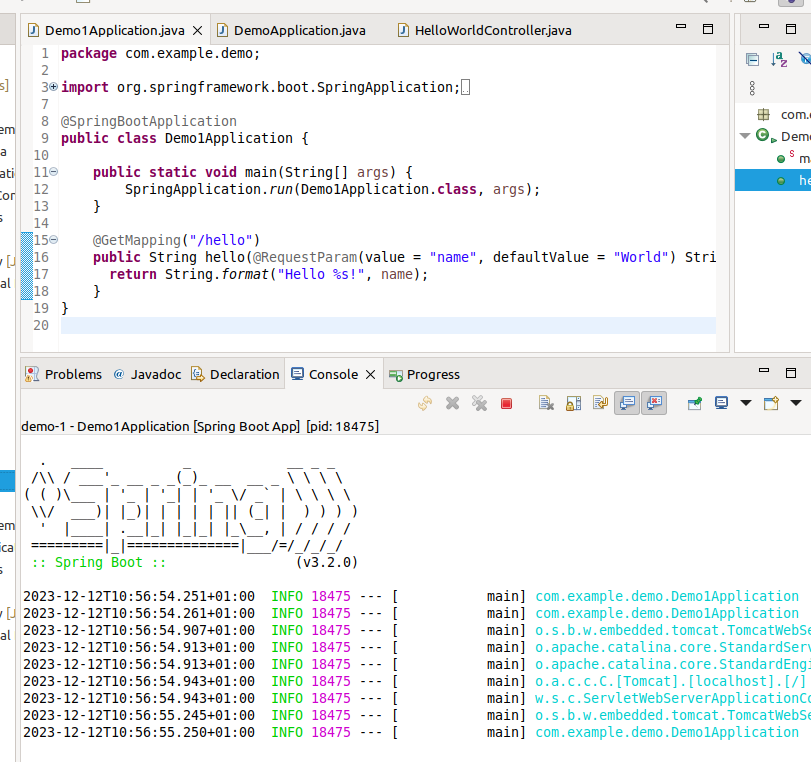 Demo1Application.java
DemoApplication.java
HelloWorldController.java
1 package com.example.demo;
2
3 import org.springframework.boot.SpringApplication;
7
8 @SpringBootApplication
9 public class Demo1Application {
10
11     public static void main(String[] args) {
12         SpringApplication.run(Demo1Application.class, args);
13     }
14
15     @GetMapping("/hello")
16     public String hello(@RequestParam(value = "name", defaultValue = "World") Stri
17       return String.format("Hello %s!", name);
18     }
19 }
20
com.
Demo
m
he
Problems
@ Javadoc
Declaration
Console
Progress
demo-1 - Demo1Application [Spring Boot App] [pid: 18475]
  .   ____          _            __ _ _
 /\\ / ___'_ __ _ _(_)_ __  __ _ \ \ \ \
( ( )\___ | '_ | '_| | '_ \/ _` | \ \ \ \
 \\/  ___)| |_)| | | | | || (_| |  ) ) ) )
  '  |____| .__|_| |_|_| |_\__, | / / / /
 =========|_|==============|___/=/_/_/_/
 :: Spring Boot ::                (v3.2.0)
2023-12-12T10:56:54.251+01:00  INFO 18475 --- [           main] com.example.demo.Demo1Application
2023-12-12T10:56:54.261+01:00  INFO 18475 --- [           main] com.example.demo.Demo1Application
2023-12-12T10:56:54.907+01:00  INFO 18475 --- [           main] o.s.b.w.embedded.tomcat.TomcatWebSe
2023-12-12T10:56:54.913+01:00  INFO 18475 --- [           main] o.apache.catalina.core.StandardServ
2023-12-12T10:56:54.913+01:00  INFO 18475 --- [           main] o.apache.catalina.core.StandardEngi
2023-12-12T10:56:54.943+01:00  INFO 18475 --- [           main] o.a.c.c.C.[Tomcat].[localhost].[/]
2023-12-12T10:56:54.943+01:00  INFO 18475 --- [           main] w.s.c.ServletWebServerApplicationCo
2023-12-12T10:56:55.245+01:00  INFO 18475 --- [           main] o.s.b.w.embedded.tomcat.TomcatWebSe
2023-12-12T10:56:55.250+01:00  INFO 18475 --- [           main] com.example.demo.Demo1Application